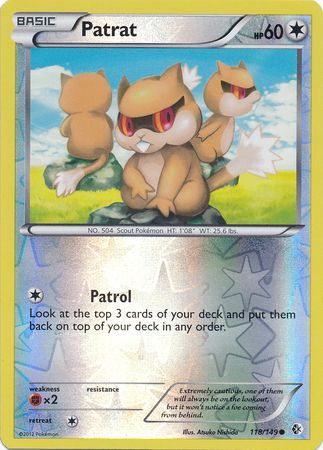 BASIC Patrat HP60
NO. 504 Scout Pokémon HT: 1'08" WT: 25.6 lbs.
Patrol
Look at the top 3 cards of your deck and put them
back on top of your deck in any order.
weakness resistance
×2
retreat
Extremely cautious, one of them
will always be on the lookout,
but it won't notice a foe coming
from behind.
Illus. Atsuko Nishida 118/149
©2012 Pokémon